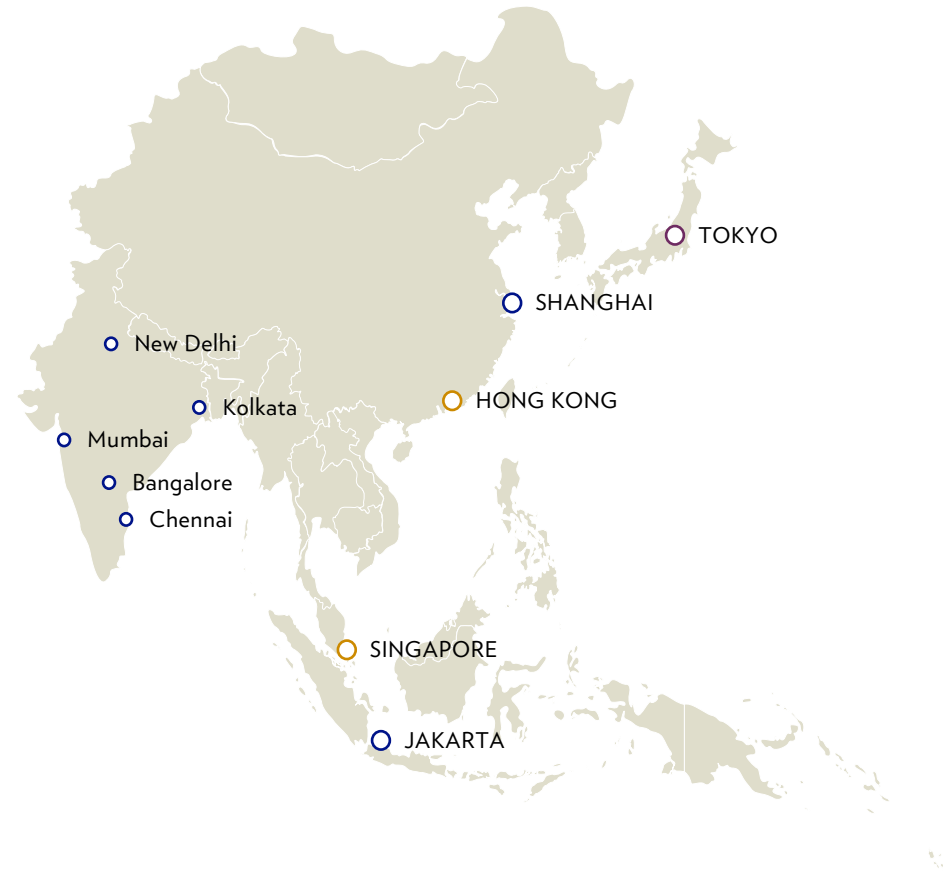 TOKYO
SHANGHAI
New Delhi
HONG KONG
Kolkata
Mumbai
Bangalore
Chennai
SINGAPORE
JAKARTA